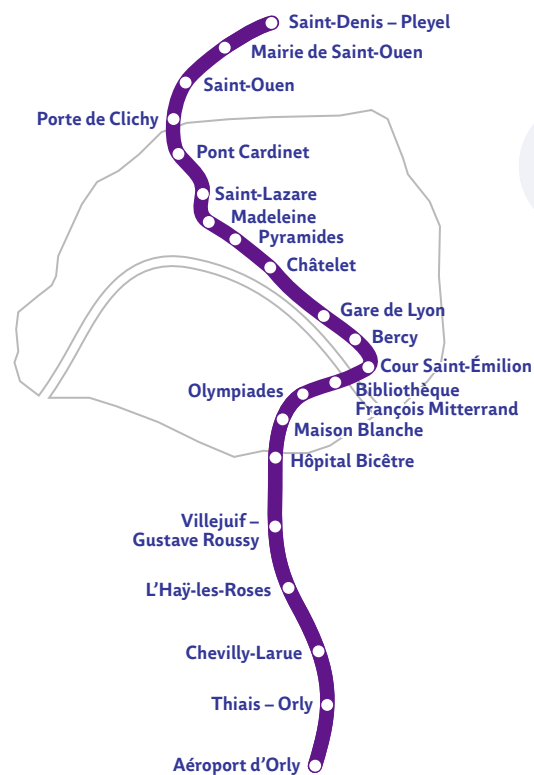 Saint-Denis – Pleyel
Mairie de Saint-Ouen
Saint-Ouen
Porte de Clichy
Pont Cardinet
Saint-Lazare
Madeleine
Pyramides
Châtelet
Gare de Lyon
Bercy
Cour Saint-Émilion
Bibliothèque
François Mitterrand
Olympiades
Maison Blanche
Hôpital Bicêtre
Villejuif –
Gustave Roussy
L'Haÿ-les-Roses
Chevilly-Larue
Thiais – Orly
Aéroport d'Orly